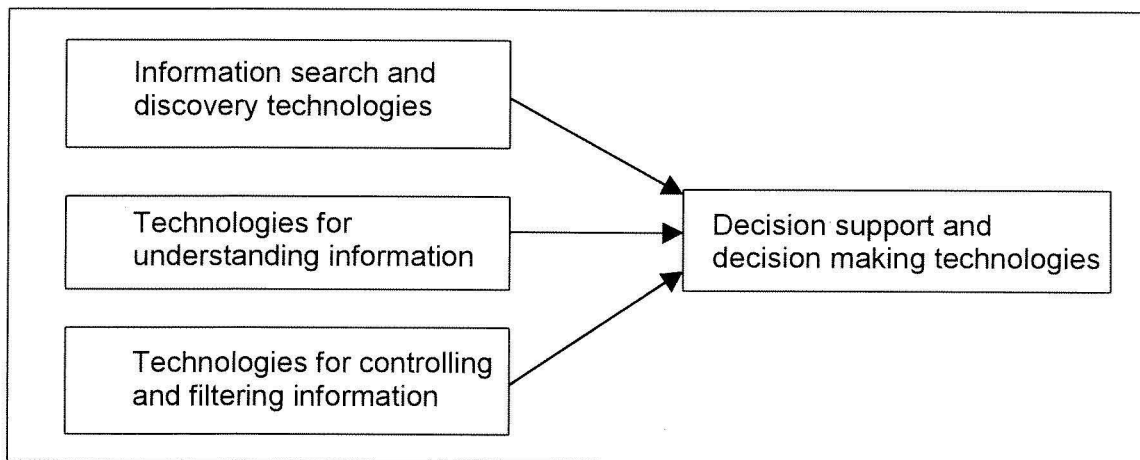 Information search and
discovery technologies
Technologies for
understanding information
Technologies for controlling
and filtering information
Decision support and
decision making technologies